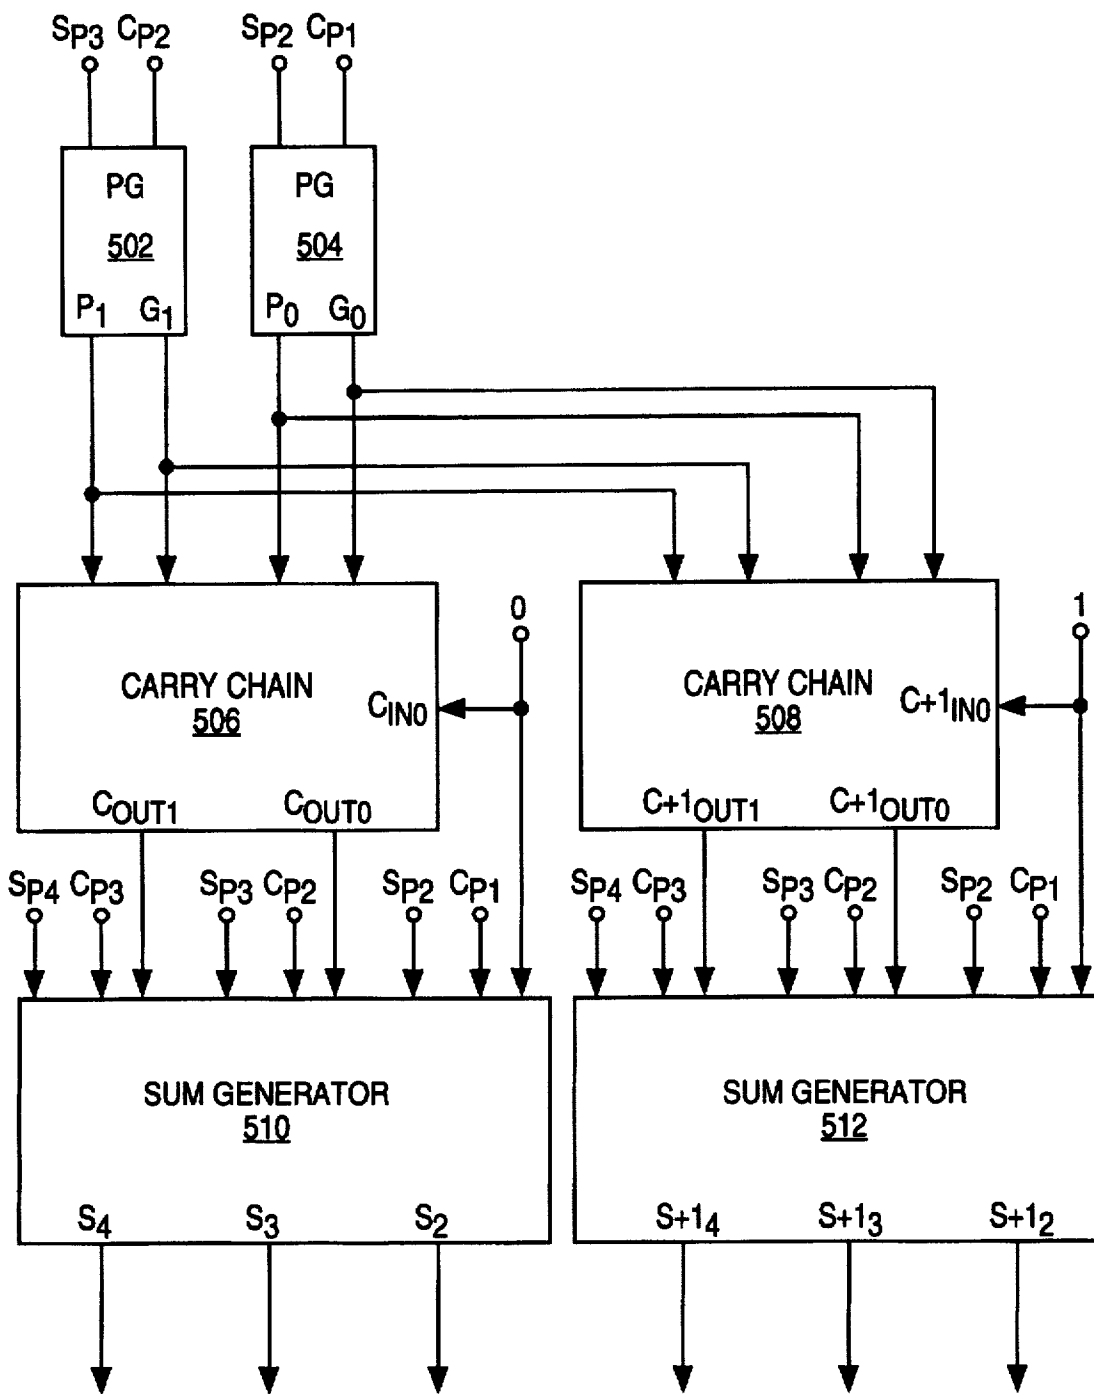 SP3 CP2 SP2 CP1
PG PG
502 504
P1 G1 P0 G0
0 1
CARRY CHAIN CARRY CHAIN
506 CIN0 508 C+1IN0
COUT1 COUT0 C+1OUT1 C+1OUT0
SP4 CP3 SP3 CP2 SP2 CP1 SP4 CP3 SP3 CP2 SP2 CP1
SUM GENERATOR SUM GENERATOR
510 512
S4 S3 S2 S+14 S+13 S+12